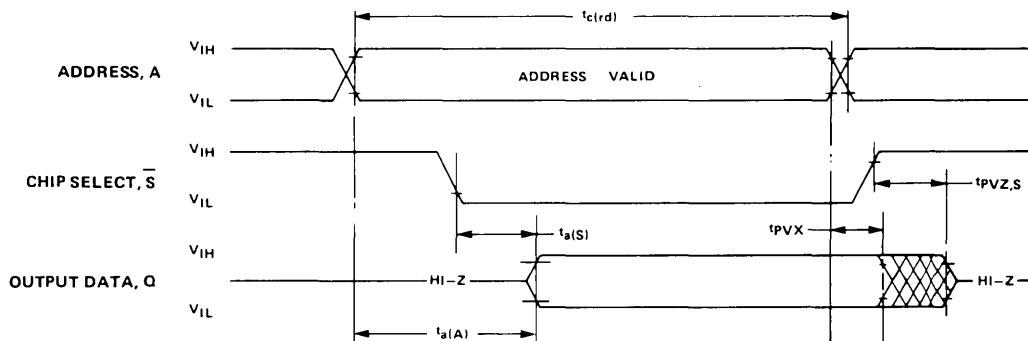 tc(rd)
VIH
ADDRESS, A
ADDRESS VALID
VIL
VIH
CHIP SELECT, S̅
tPVZ,S
VIL
ta(S)
tPVX
VIH
OUTPUT DATA, Q
HI-Z
HI-Z
VIL
ta(A)